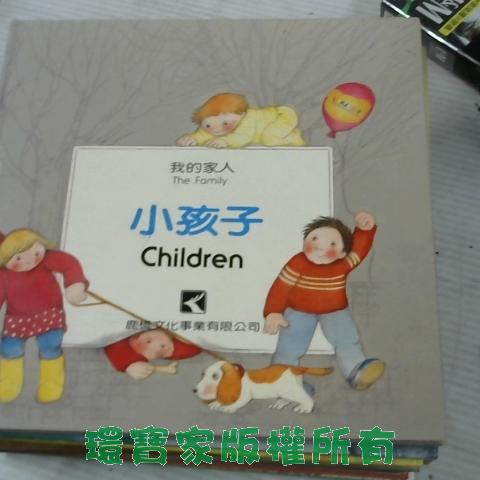 我的家人
The Family
小孩子
Children
鹿橋文化事業有限公司
環寶家版權所有